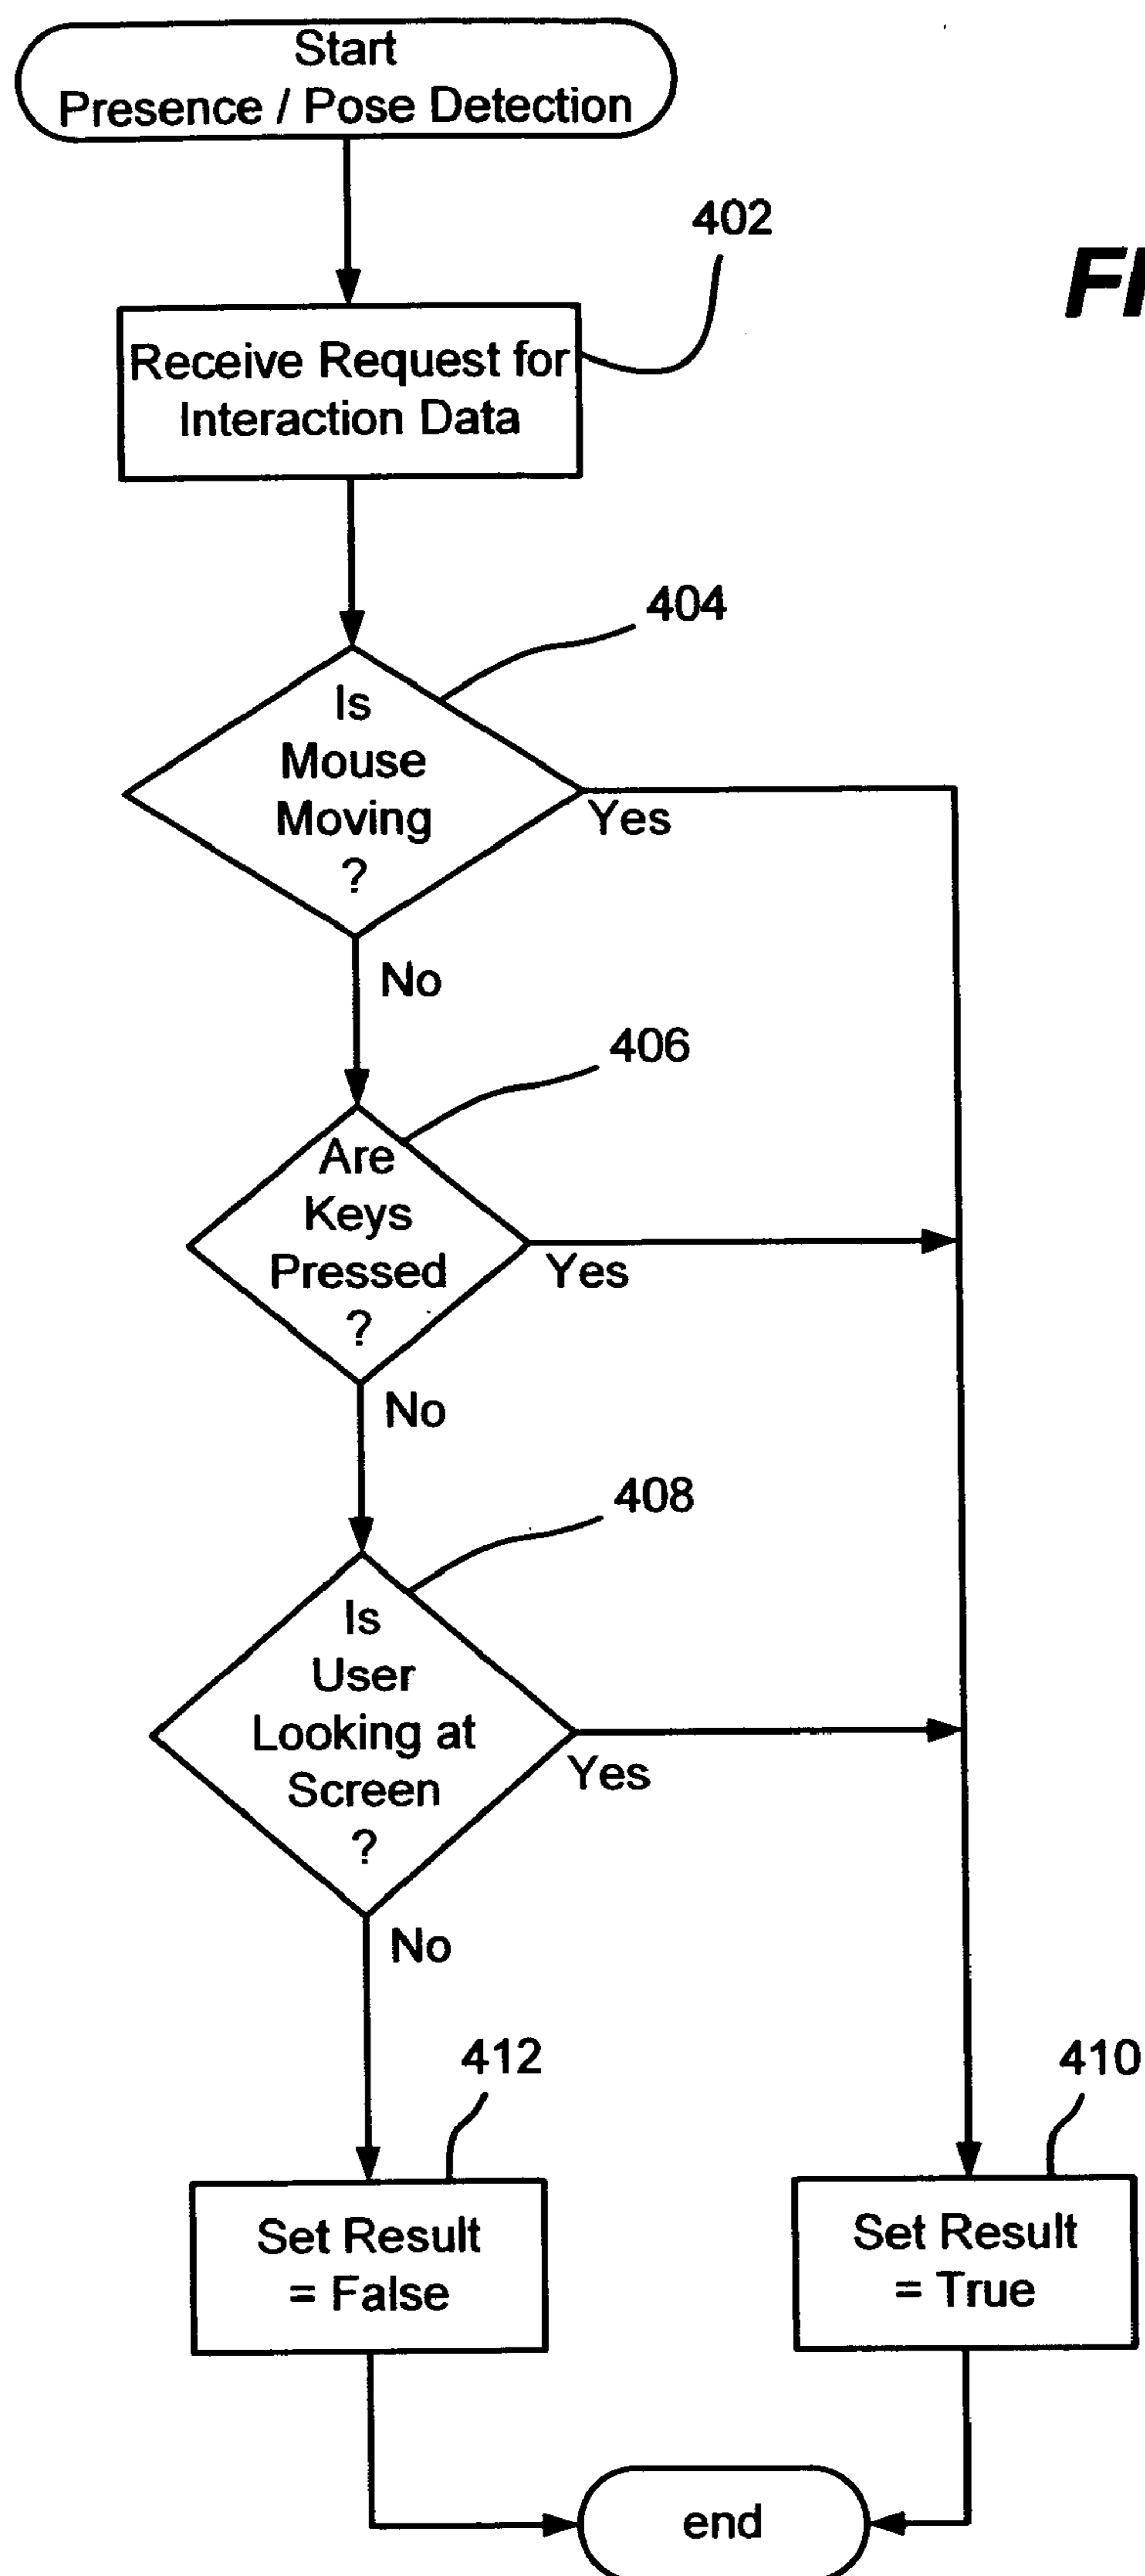 Start
Presence / Pose Detection
402
Receive Request for
Interaction Data
404
Is
Mouse
Moving
?
Yes
No
406
Are
Keys
Pressed
?
Yes
No
408
Is
User
Looking at
Screen
?
Yes
No
412
410
Set Result
= False
Set Result
= True
end